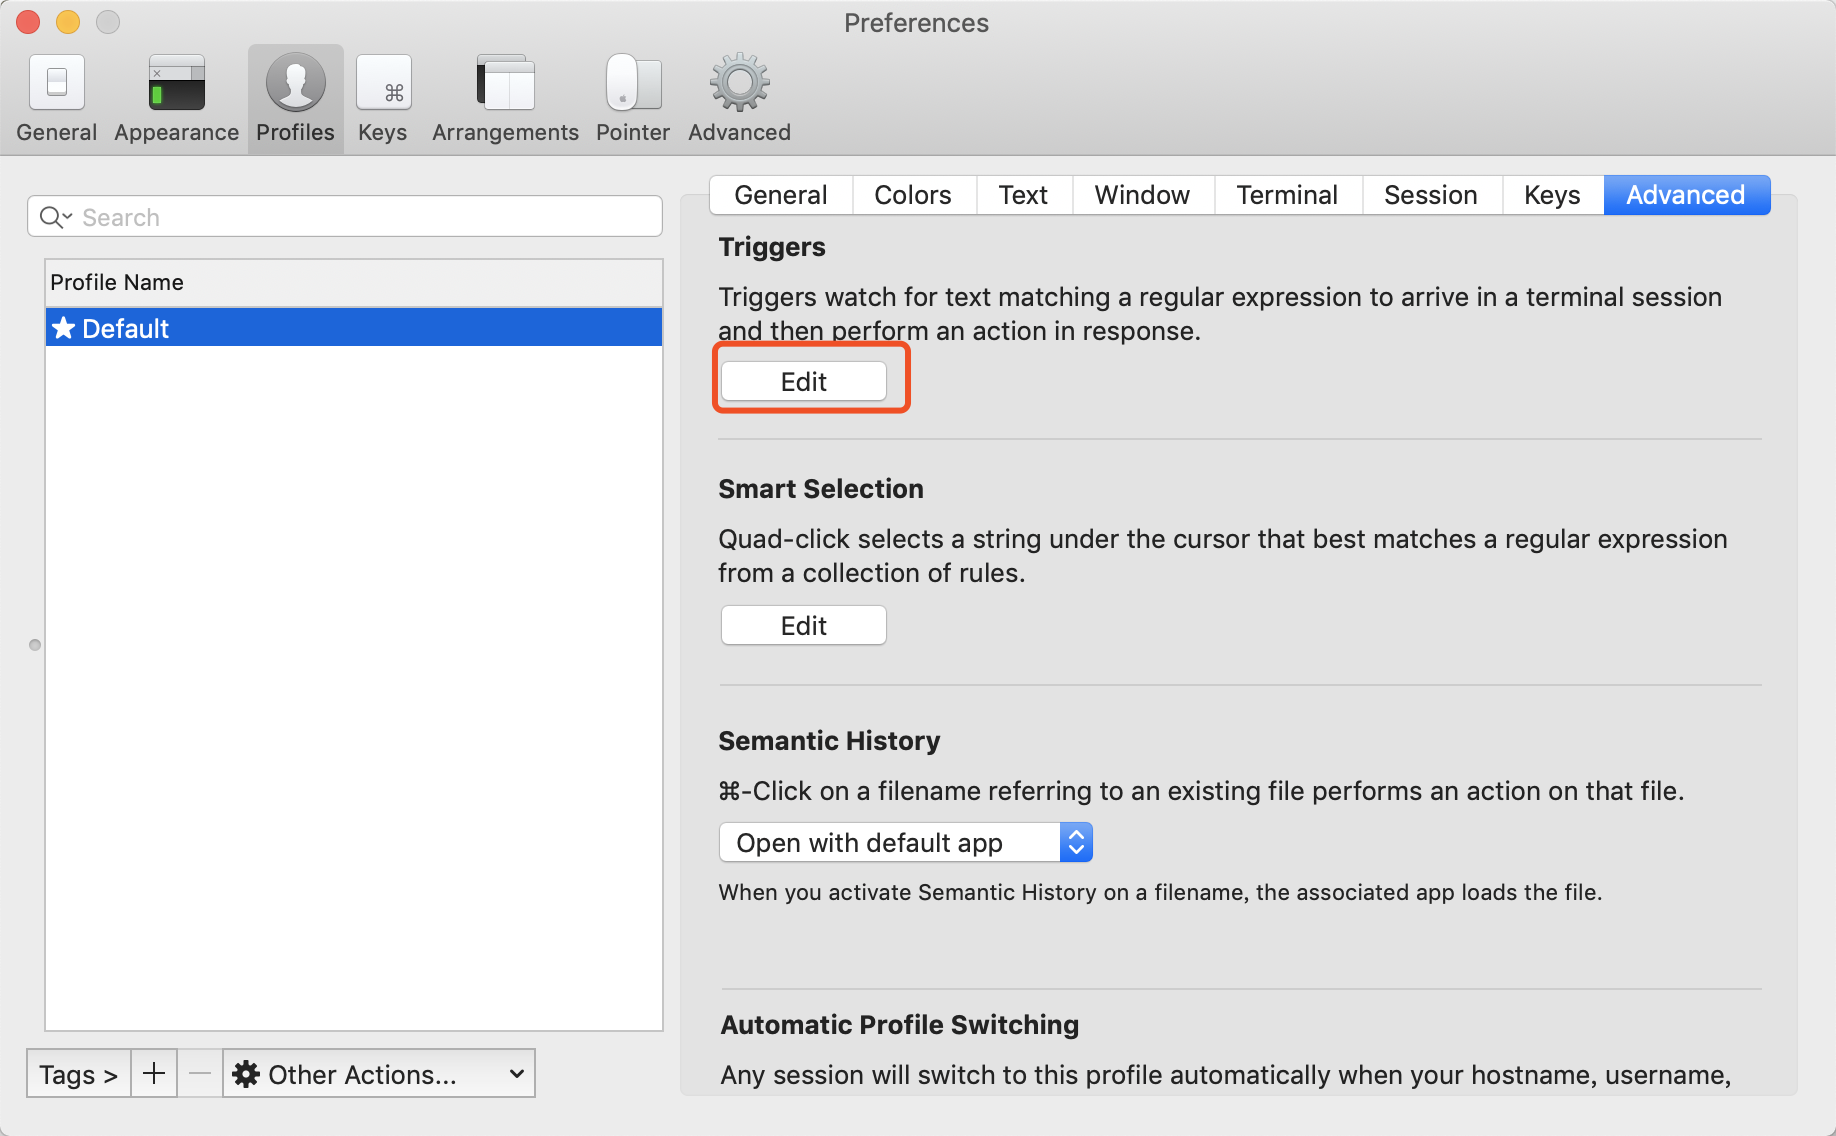 Preferences
General
Appearance
Profiles
⌘
Keys
Arrangements
Pointer
Advanced
Search
Profile Name
★ Default
Tags >
+
−
Other Actions...
General
Colors
Text
Window
Terminal
Session
Keys
Advanced
Triggers
Triggers watch for text matching a regular expression to arrive in a terminal session
and then perform an action in response.
Edit
Smart Selection
Quad-click selects a string under the cursor that best matches a regular expression
from a collection of rules.
Edit
Semantic History
⌘-Click on a filename referring to an existing file performs an action on that file.
Open with default app
When you activate Semantic History on a filename, the associated app loads the file.
Automatic Profile Switching
Any session will switch to this profile automatically when your hostname, username,